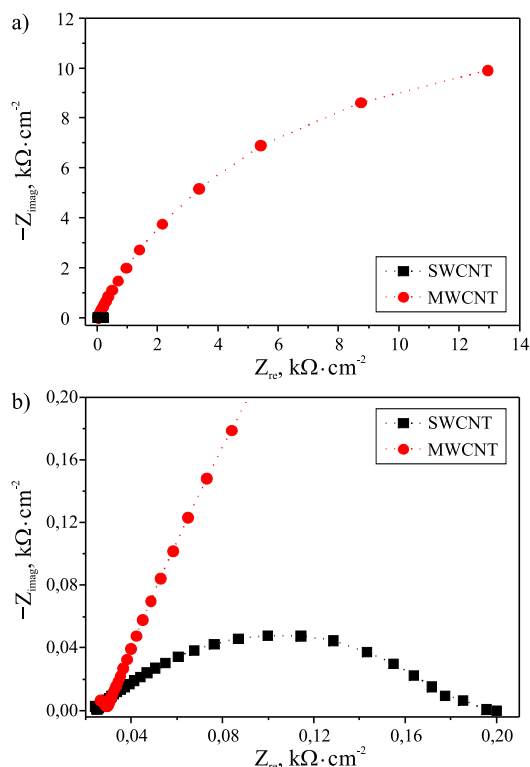 a)
12
10
8
6
4
2
0
−Z_imag, kΩ·cm⁻²
SWCNT
MWCNT
0 2 4 6 8 10 12 14
Z_re, kΩ·cm⁻²
b)
0,20
0,16
0,12
0,08
0,04
0,00
−Z_imag, kΩ·cm⁻²
SWCNT
MWCNT
0,04 0,08 0,12 0,16 0,20
Z_re, kΩ·cm⁻²